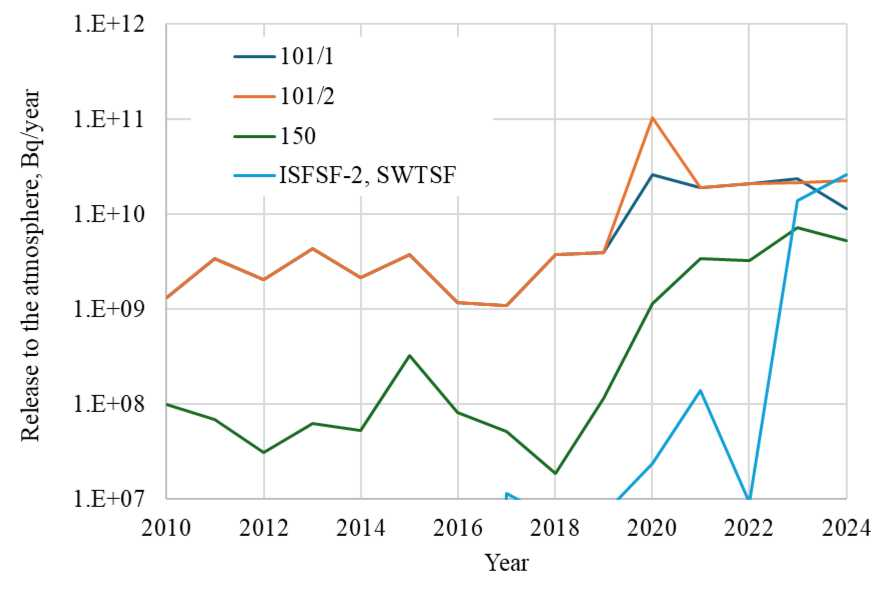 1.E+12
1.E+11
1.E+10
1.E+09
1.E+08
1.E+07
Release to the atmosphere, Bq/year
101/1
101/2
150
ISFSF-2, SWTSF
2010 2012 2014 2016 2018 2020 2022 2024
Year